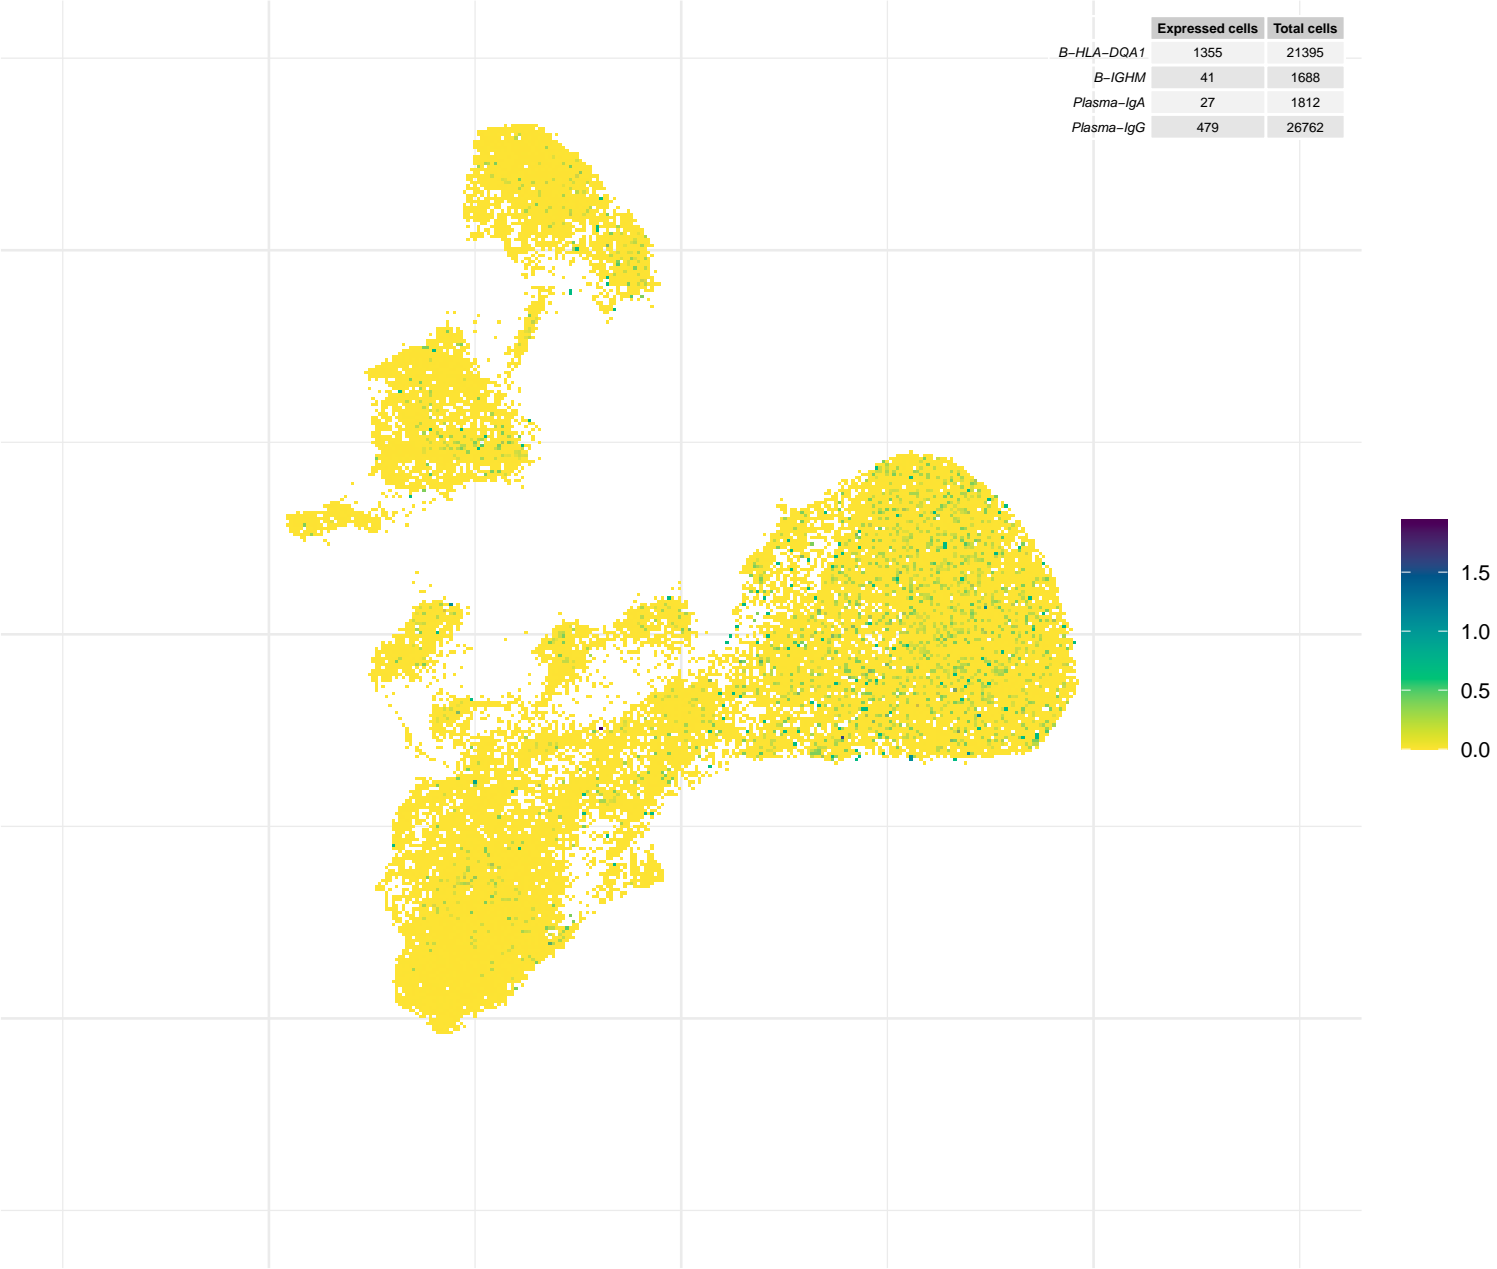 Expressed cells Total cells
B−HLA−DQA1 1355 21395
B−IGHM 41 1688
Plasma−IgA 27 1812
Plasma−IgG 479 26762
1.5
1.0
0.5
0.0